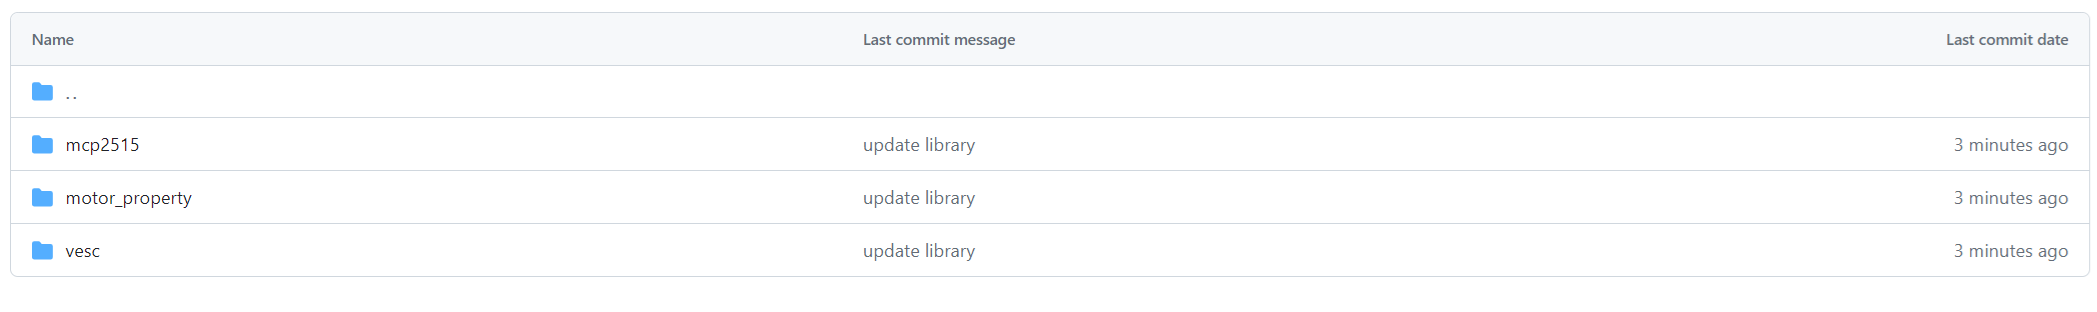 Name Last commit message Last commit date
..
mcp2515 update library 3 minutes ago
motor_property update library 3 minutes ago
vesc update library 3 minutes ago